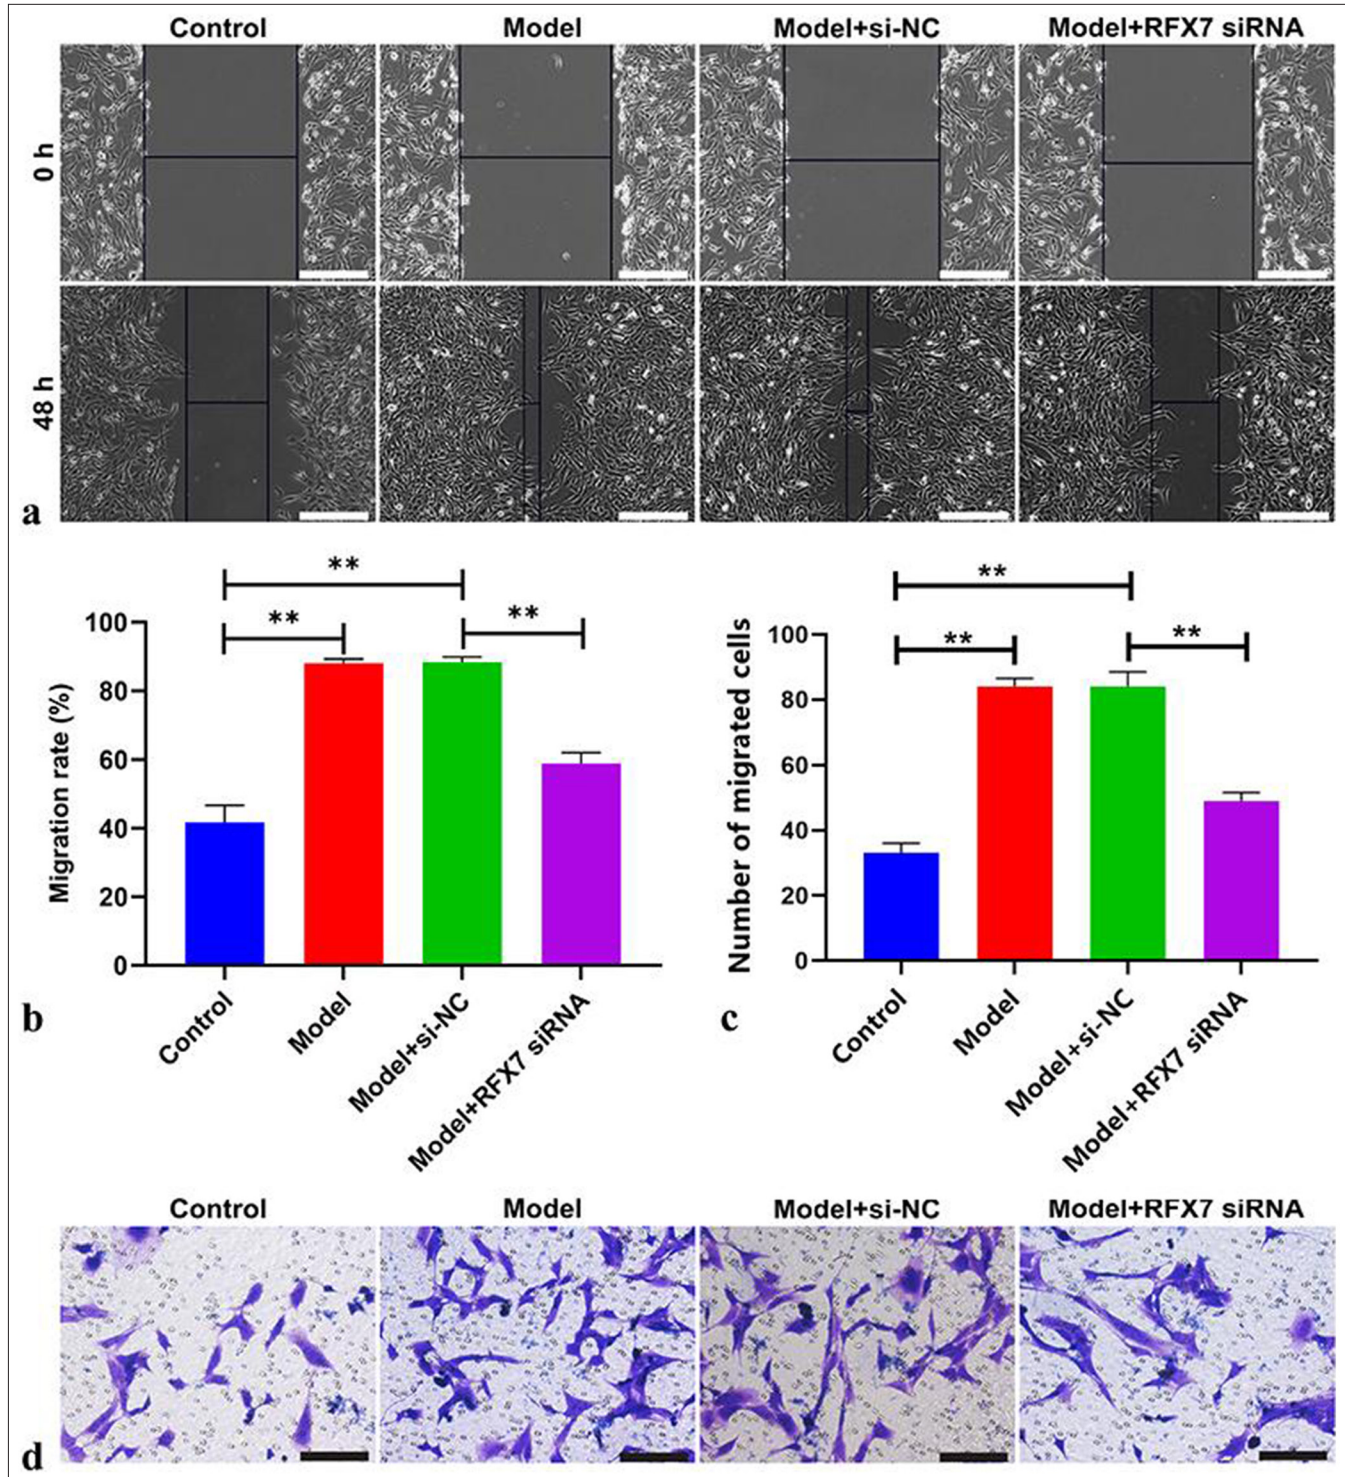 Control Model Model+si-NC Model+RFX7 siRNA
0 h
48 h
a
** **
** ** ** **
100
80
60
40
20
0
Migration rate (%)
Control
Model
Model+si-NC
Model+RFX7 siRNA
b
100
80
60
40
20
0
Number of migrated cells
Control
Model
Model+si-NC
Model+RFX7 siRNA
c
Control Model Model+si-NC Model+RFX7 siRNA
d